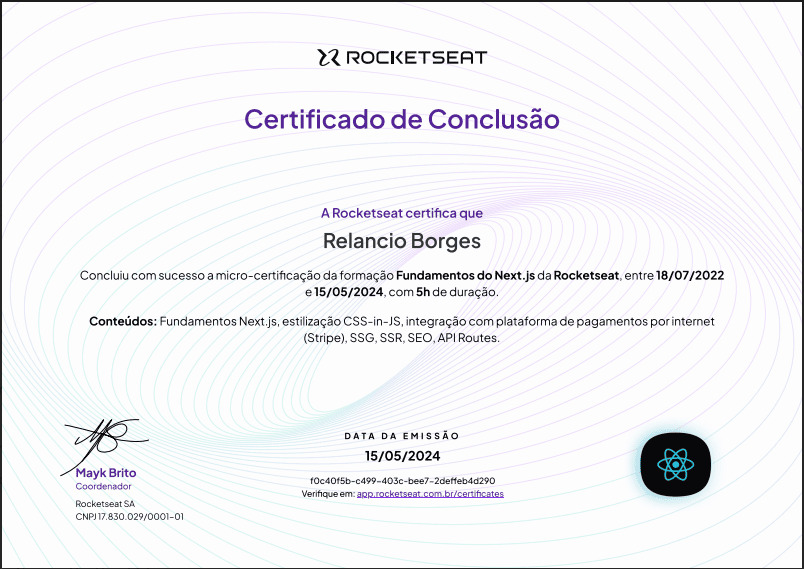 ROCKETSEAT
Certificado de Conclusão
A Rocketseat certifica que
Relancio Borges
Concluiu com sucesso a micro-certificação da formação Fundamentos do Next.js da Rocketseat, entre 18/07/2022
e 15/05/2024, com 5h de duração.
Conteúdos: Fundamentos Next.js, estilização CSS-in-JS, integração com plataforma de pagamentos por internet
(Stripe), SSG, SSR, SEO, API Routes.
Mayk Brito
Coordenador
Rocketseat SA
CNPJ 17.830.029/0001-01
DATA DA EMISSÃO
15/05/2024
f0c40f5b-c499-403c-bee7-2deffeb4d290
Verifique em: app.rocketseat.com.br/certificates